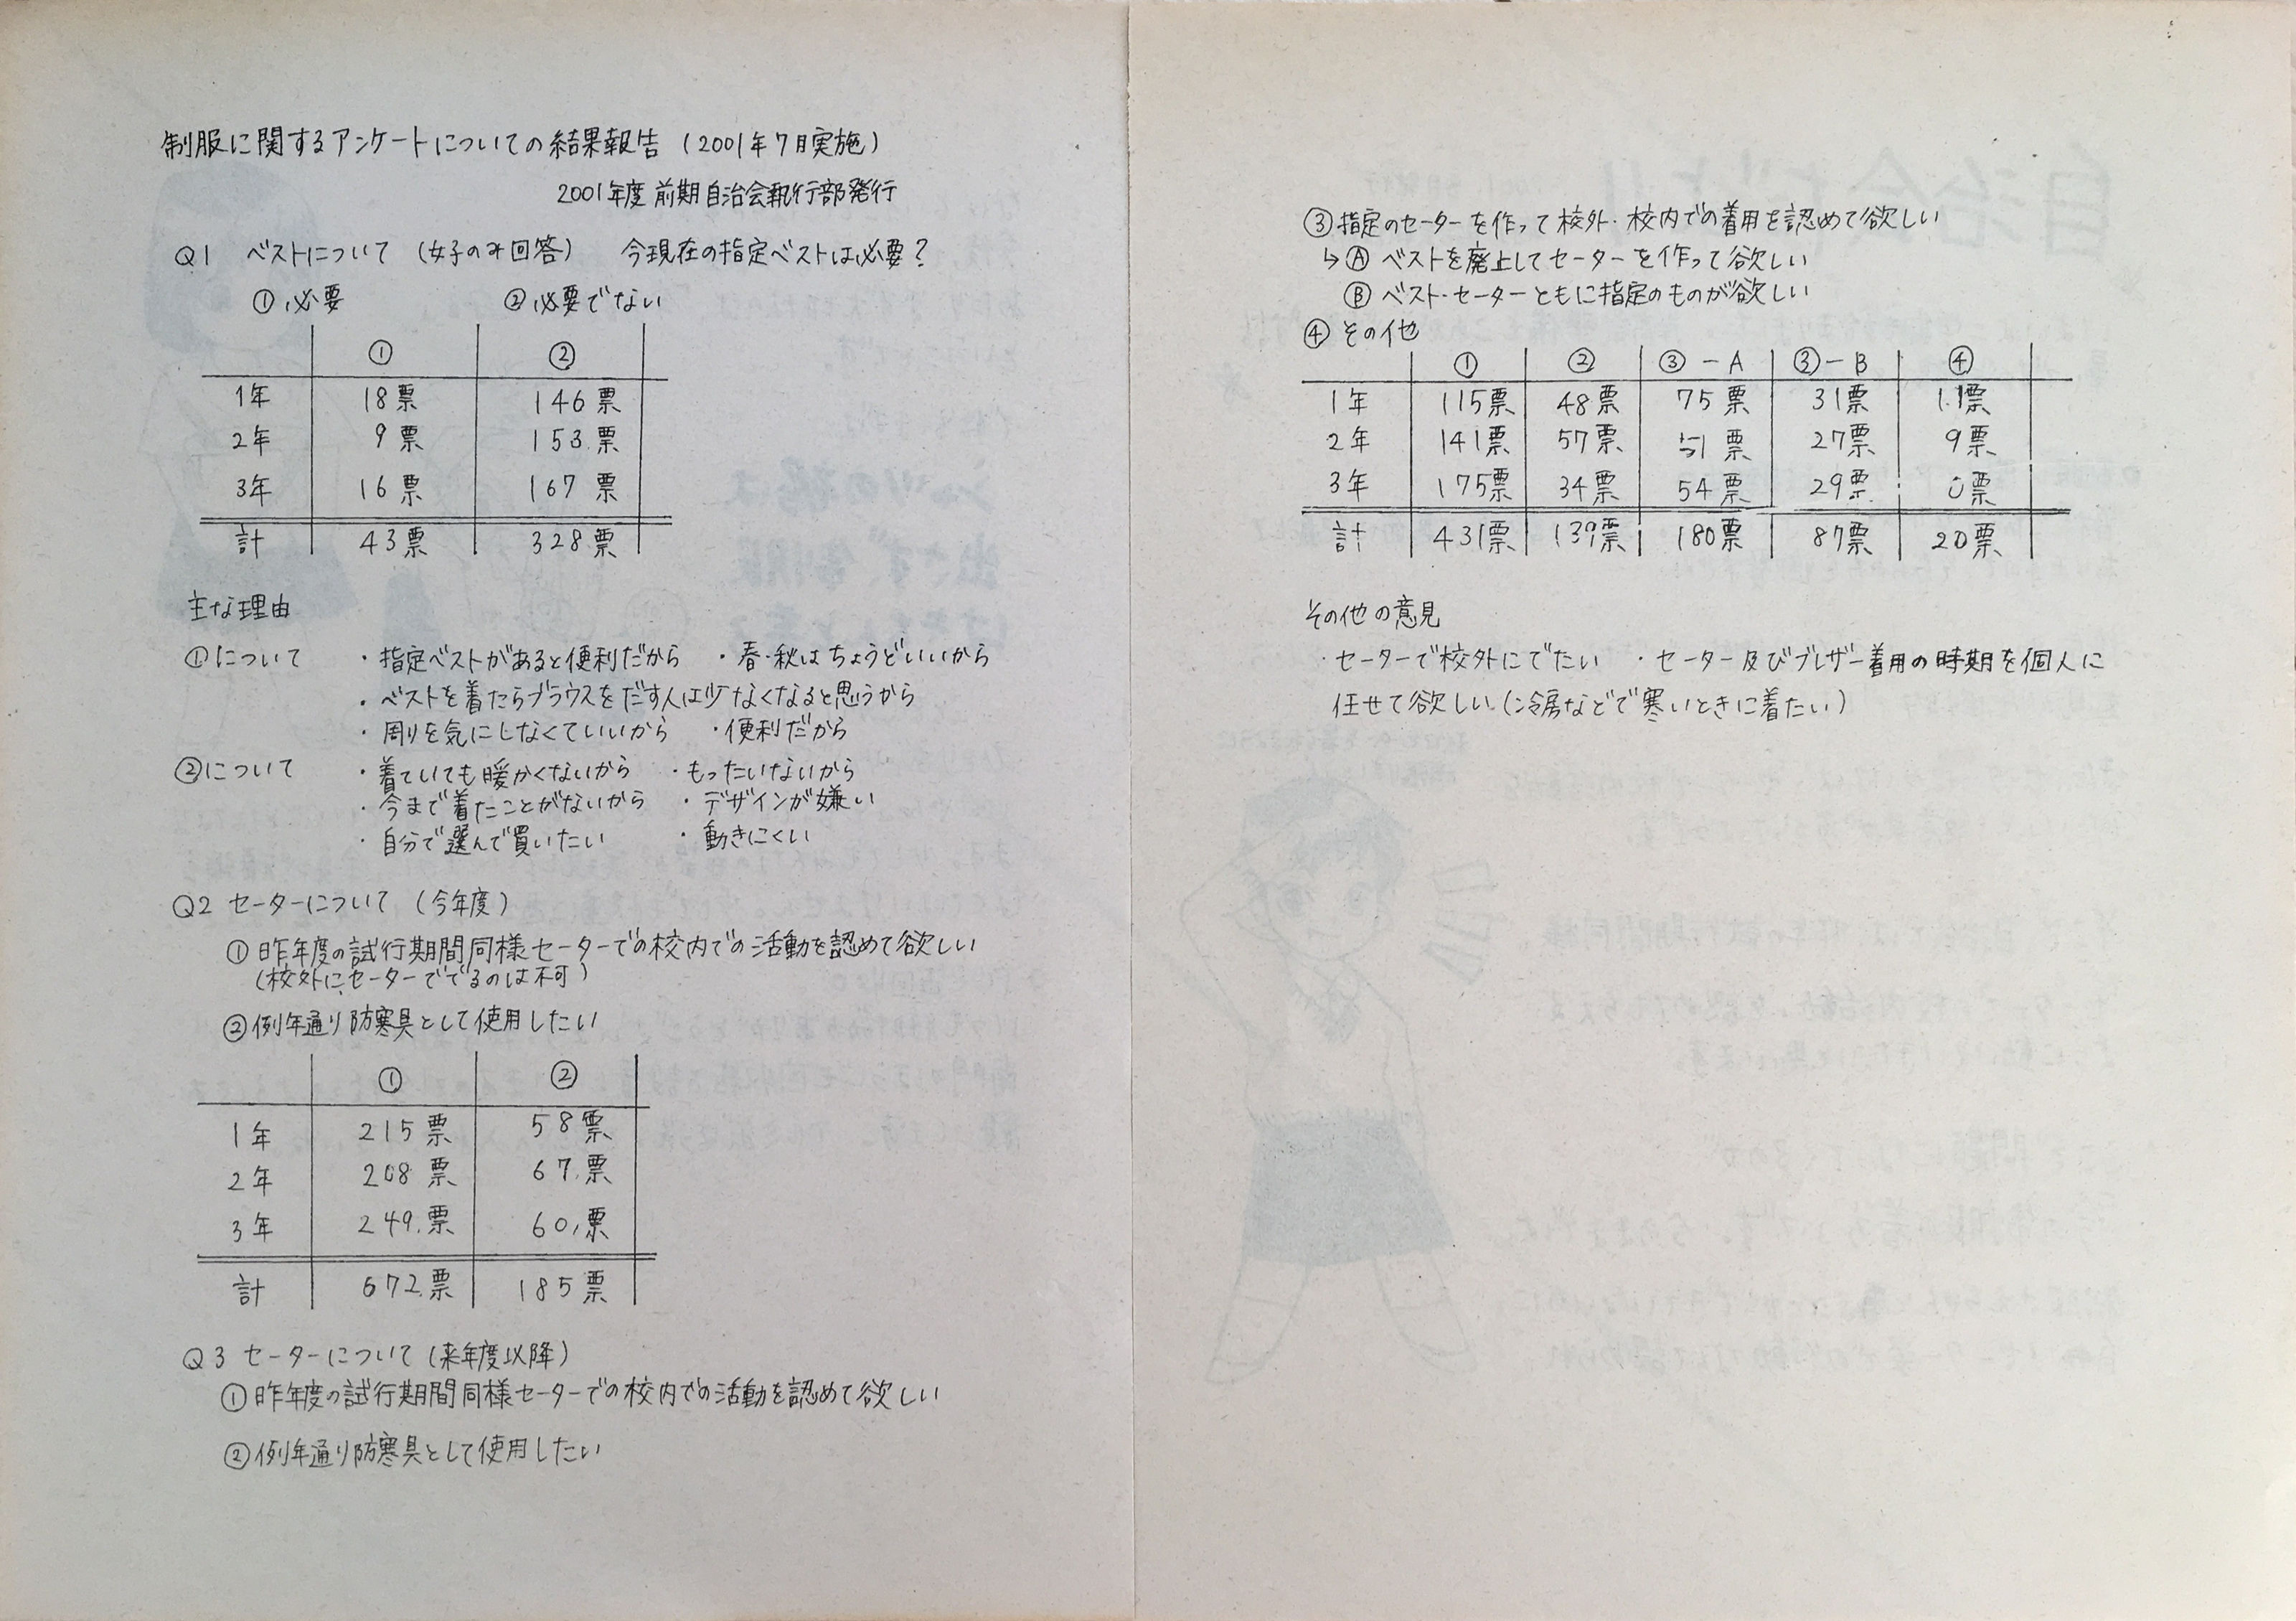 制服に関するアンケートについての結果報告 (2001年7月実施)
2001年度 前期自治会執行部発行
Q1 ベストについて (女子のみ回答) 今現在の指定ベストは必要?
①必要 ②必要でない
① ②
1年 18票 146票
2年 9票 153票
3年 16票 167票
計 43票 328票
主な理由
①について ・指定ベストがあると便利だから ・春・秋はちょうどいいから
・ベストを着たらブラウスをだす人は少なくなると思うから
・周りを気にしなくていいから ・便利だから
②について ・着ていても暖かくないから ・もったいないから
・今まで着たことがないから ・デザインが嫌い
・自分で選んで買いたい ・動きにくい
Q2 セーターについて (今年度)
①昨年度の試行期間同様セーターでの校内での活動を認めて欲しい
(校外にセーターででるのは不可)
②例年通り防寒具として使用したい
① ②
1年 215票 58票
2年 208票 67票
3年 249票 60票
計 672票 185票
Q3 セーターについて (来年度以降)
①昨年度の試行期間同様セーターでの校内での活動を認めて欲しい
②例年通り防寒具として使用したい
③指定のセーターを作って校外・校内での着用を認めて欲しい
↳Ⓐ ベストを廃止してセーターを作って欲しい
Ⓑ ベスト・セーターともに指定のものが欲しい
④ その他
① ② ③-A ③-B ④
1年 115票 48票 75票 31票 11票
2年 141票 57票 51票 27票 9票
3年 175票 34票 54票 29票 0票
計 431票 139票 180票 87票 20票
その他の意見
・セーターで校外にでたい ・セーター及びブレザー着用の時期を個人に
任せて欲しい。(冷房などで寒いときに着たい)